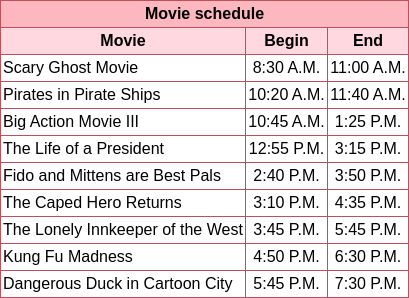 Movie schedule
Movie Begin End
Scary Ghost Movie 8:30 A.M. 11:00 A.M.
Pirates in Pirate Ships 10:20 A.M. 11:40 A.M.
Big Action Movie III 10:45 A.M. 1:25 P.M.
The Life of a President 12:55 P.M. 3:15 P.M.
Fido and Mittens are Best Pals 2:40 P.M. 3:50 P.M.
The Caped Hero Returns 3:10 P.M. 4:35 P.M.
The Lonely Innkeeper of the West 3:45 P.M. 5:45 P.M.
Kung Fu Madness 4:50 P.M. 6:30 P.M.
Dangerous Duck in Cartoon City 5:45 P.M. 7:30 P.M.